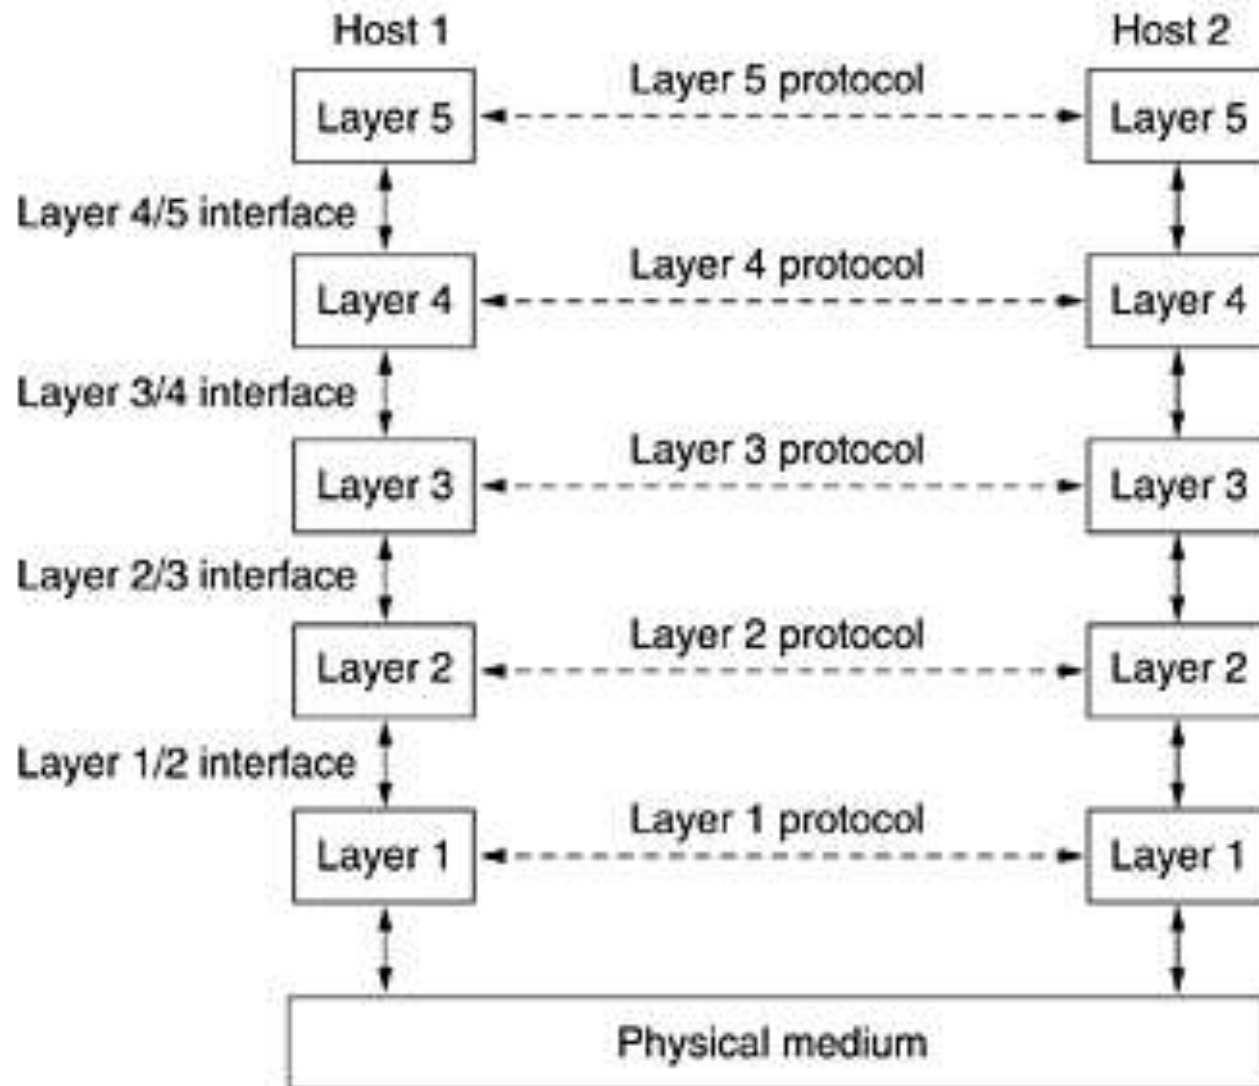 Host 1
Host 2
Layer 5 protocol
Layer 5
Layer 5
Layer 4/5 interface
Layer 4 protocol
Layer 4
Layer 4
Layer 3/4 interface
Layer 3 protocol
Layer 3
Layer 3
Layer 2/3 interface
Layer 2 protocol
Layer 2
Layer 2
Layer 1/2 interface
Layer 1 protocol
Layer 1
Layer 1
Physical medium